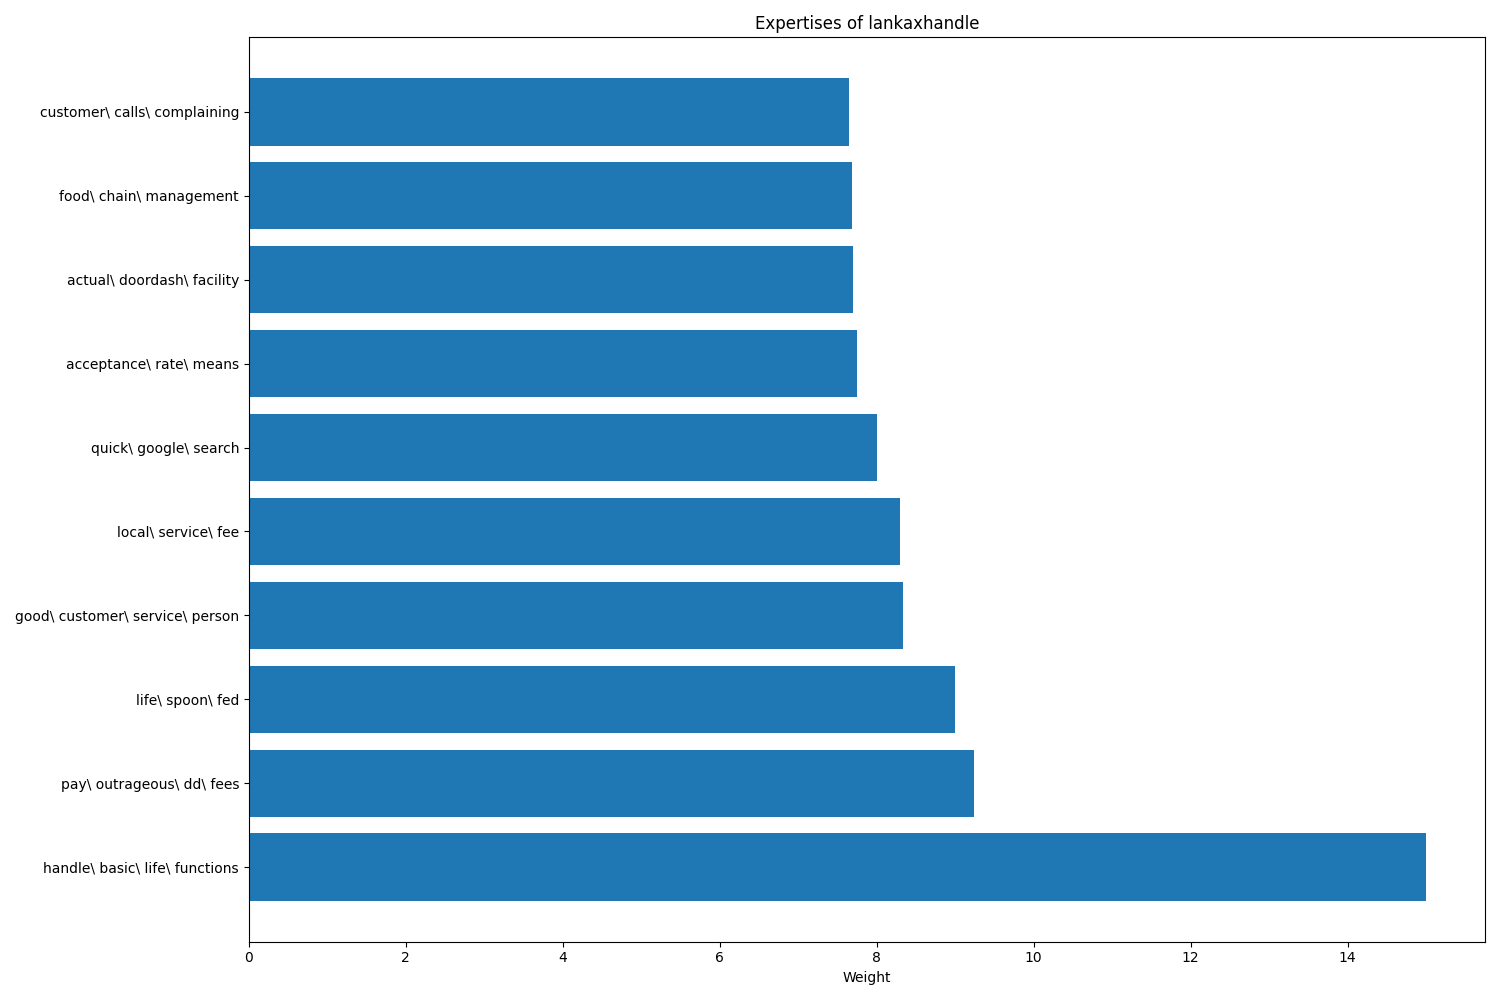 Expertises of lankaxhandle
customer\ calls\ complaining
food\ chain\ management
actual\ doordash\ facility
acceptance\ rate\ means
quick\ google\ search
local\ service\ fee
good\ customer\ service\ person
life\ spoon\ fed
pay\ outrageous\ dd\ fees
handle\ basic\ life\ functions
0 2 4 6 8 10 12 14
Weight